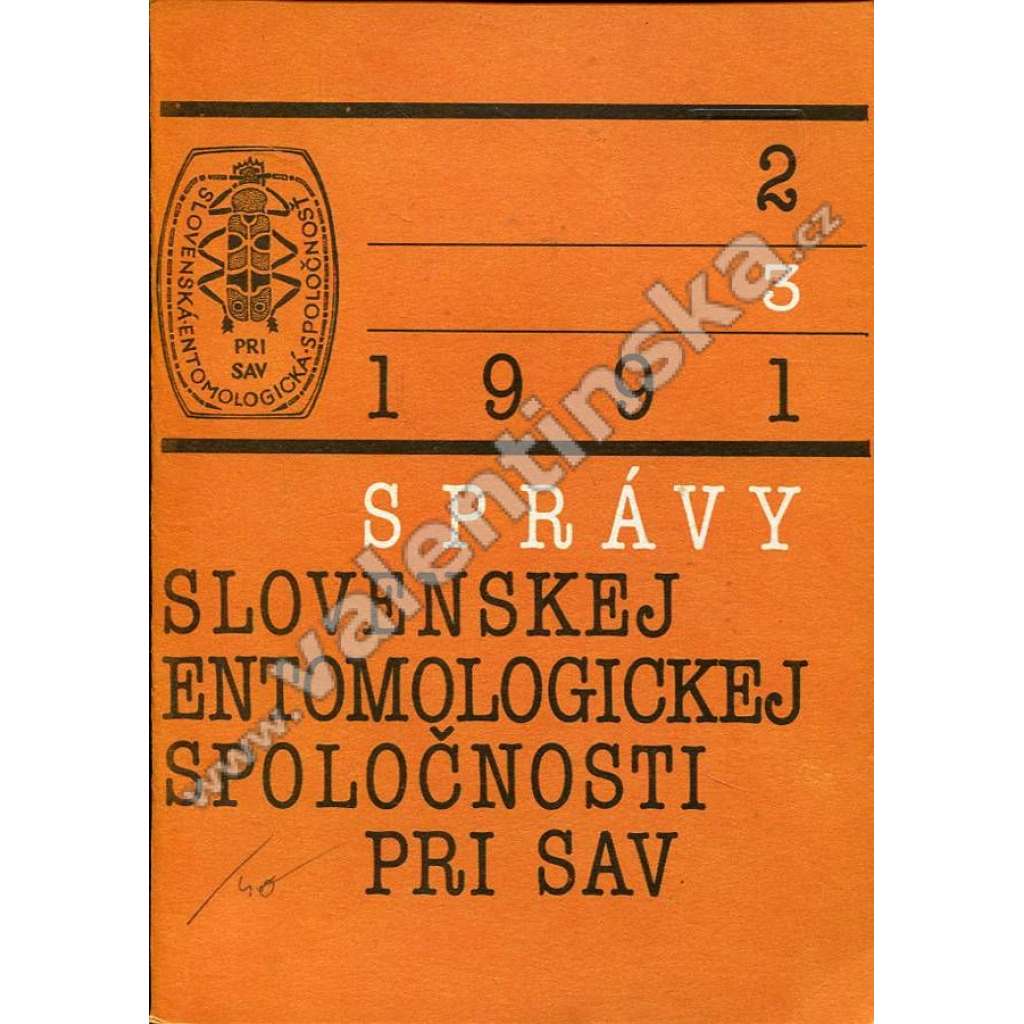 2
3
1 9 9 1
SLOVENSKÁ·ENTOMOLOGICKÁ·SPOLOČNOSŤ
PRI
SAV
SPRÁVY
SLOVENSKEJ
ENTOMOLOGICKEJ
SPOLOČNOSTI
PRI SAV
/40
www.valentinska.cz